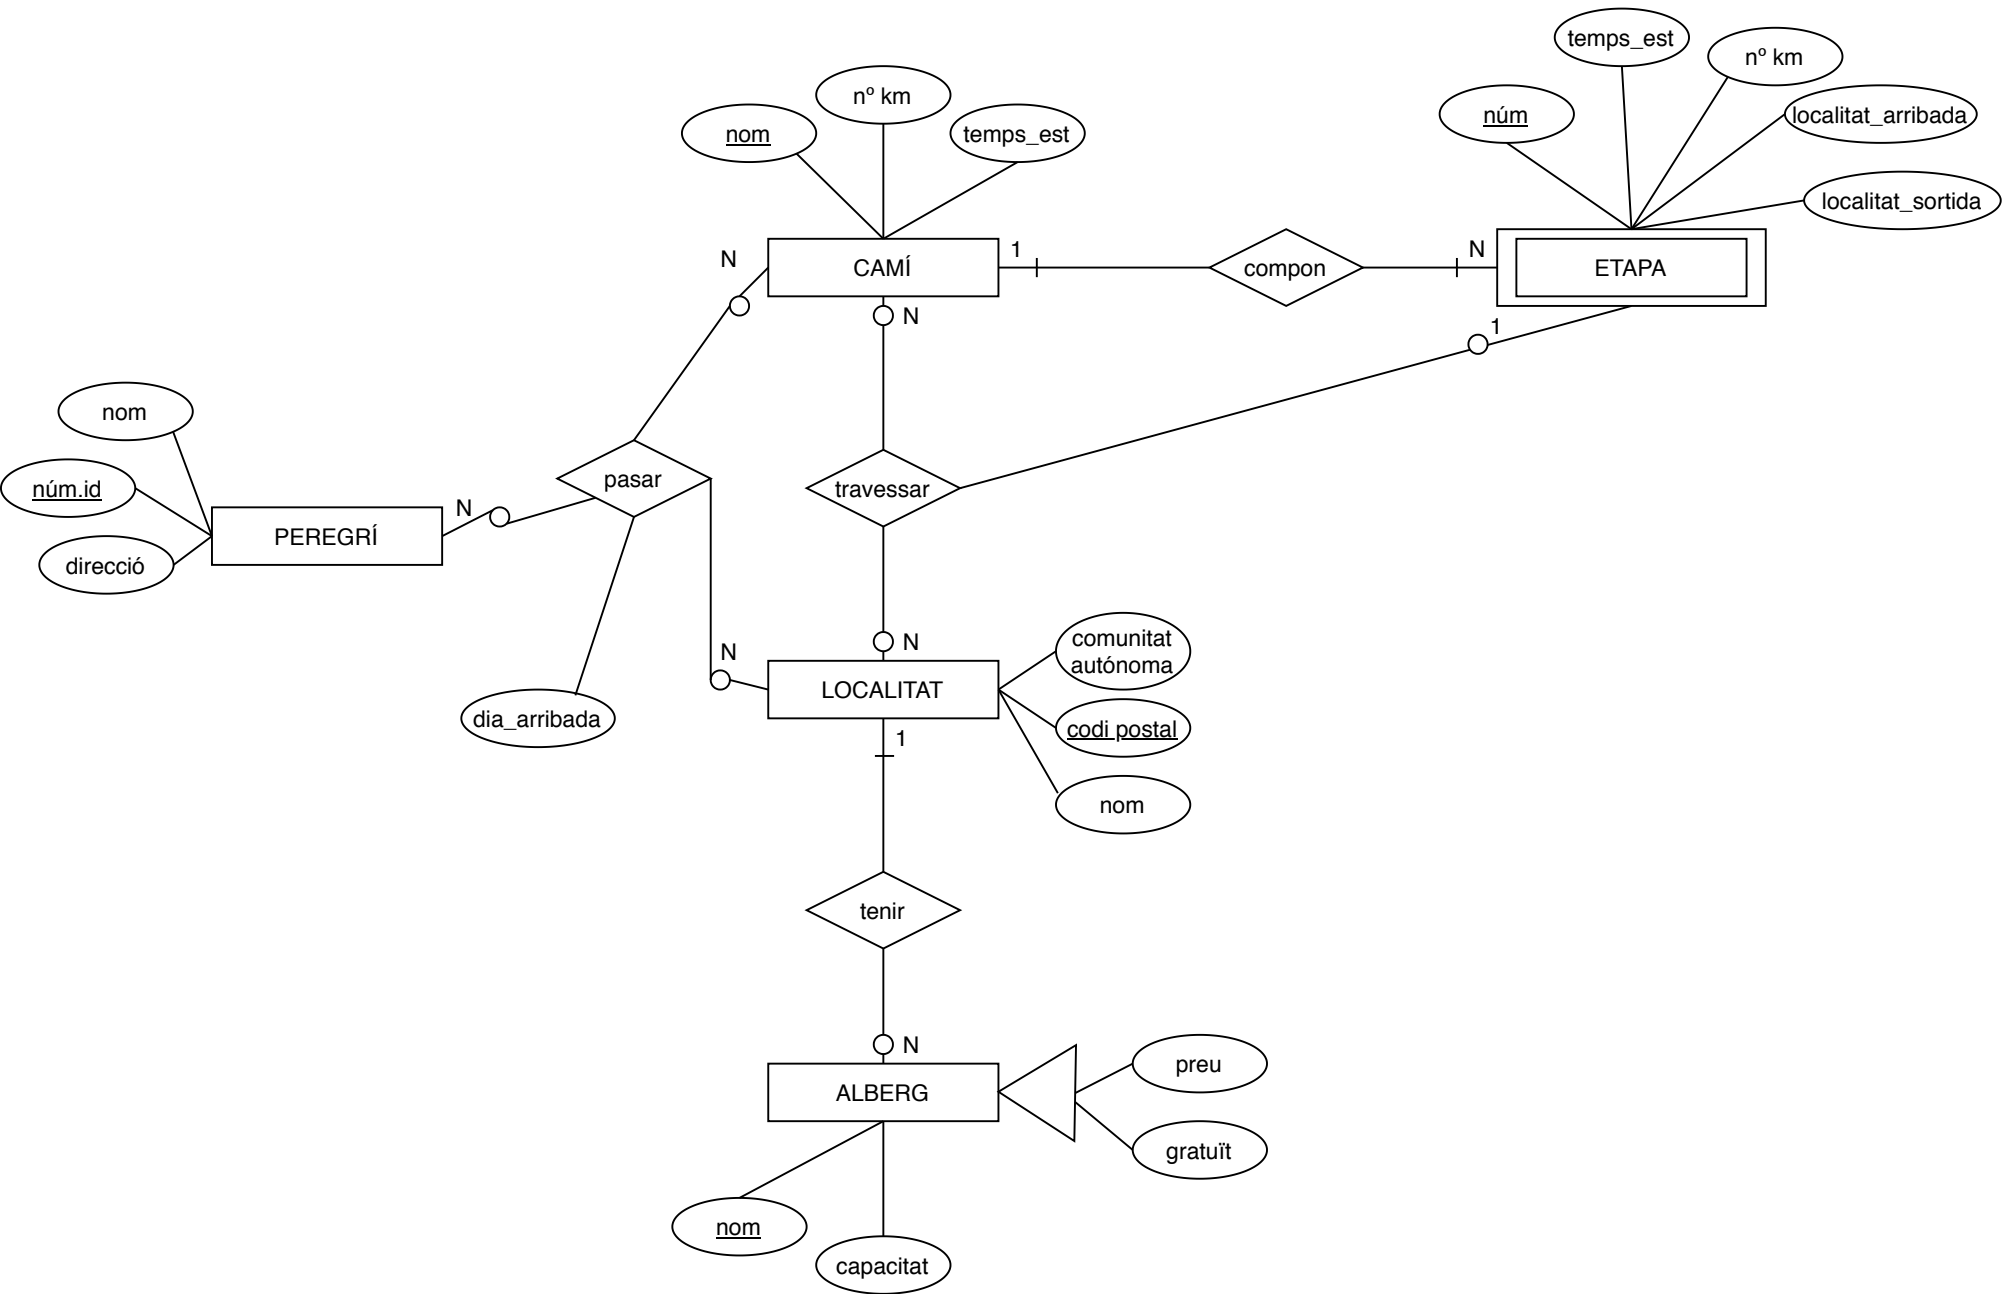 temps_est
nº km
núm
localitat_arribada
localitat_sortida
nº km
nom
temps_est
CAMÍ
1
compon
N
ETAPA
N
N
1
nom
núm.id
direcció
PEREGRÍ
N
pasar
travessar
dia_arribada
N
N
LOCALITAT
comunitat
autónoma
codi postal
nom
1
tenir
N
ALBERG
preu
gratuït
nom
capacitat